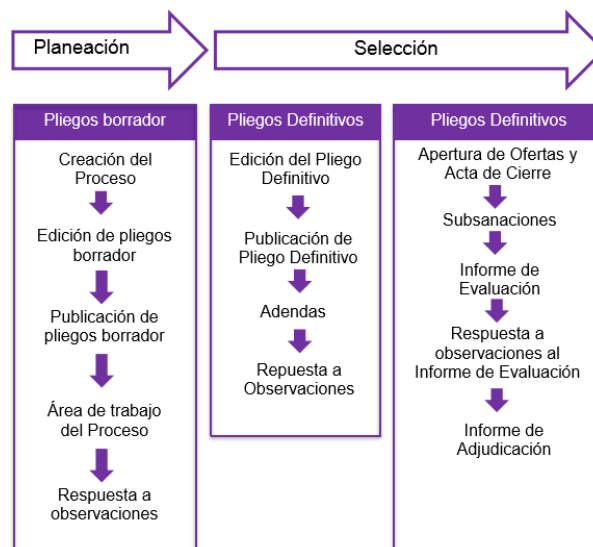 Planeación
Selección
Pliegos borrador
Creación del
Proceso
Edición de pliegos
borrador
Publicación de
pliegos borrador
Área de trabajo
del Proceso
Respuesta a
observaciones
Pliegos Definitivos
Edición del Pliego
Definitivo
Publicación de
Pliego Definitivo
Adendas
Repuesta a
Observaciones
Pliegos Definitivos
Apertura de Ofertas y
Acta de Cierre
Subsanaciones
Informe de
Evaluación
Respuesta a
observaciones al
Informe de Evaluación
Informe de
Adjudicación